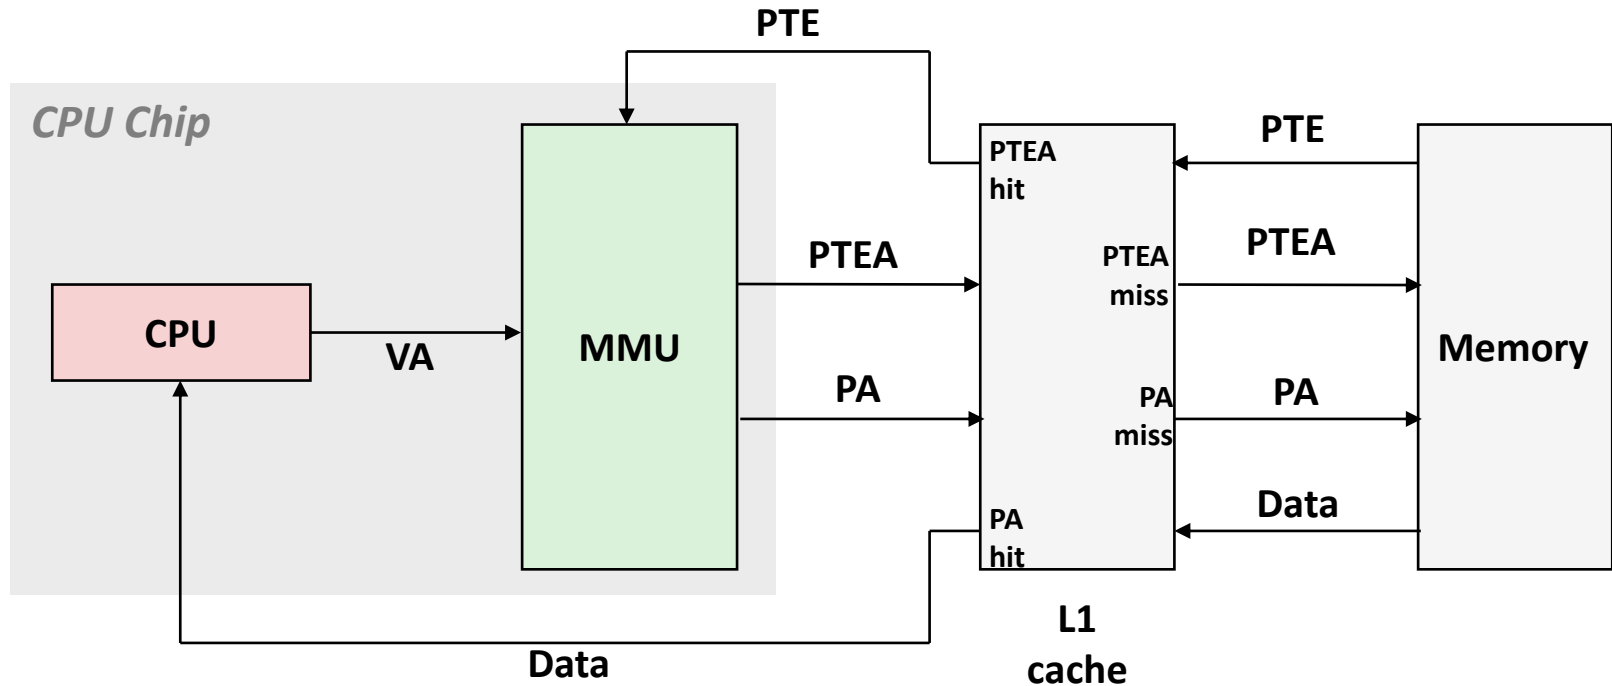 PTE
CPU Chip
PTEA
hit
PTE
PTEA
PTEA
miss
PTEA
CPU
VA
MMU
Memory
PA
PA
miss
PA
PA
hit
Data
L1
cache
Data